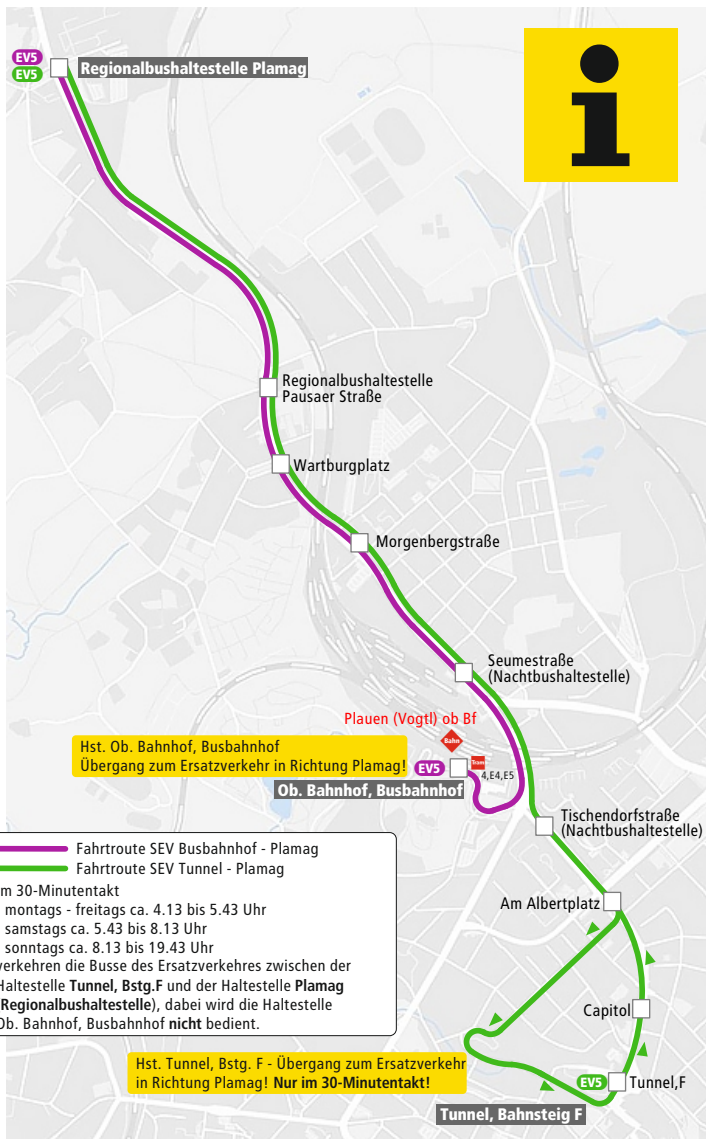 EV5
EV5
Regionalbushaltestelle Plamag
i
Regionalbushaltestelle
Pausaer Straße
Wartburgplatz
Morgenbergstraße
Seumestraße
(Nachtbushaltestelle)
Plauen (Vogtl) ob Bf
Bahn
Hst. Ob. Bahnhof, Busbahnhof
Übergang zum Ersatzverkehr in Richtung Plamag!
EV5
Tram
4,E4,E5
Ob. Bahnhof, Busbahnhof
Tischendorfstraße
(Nachtbushaltestelle)
Fahrtroute SEV Busbahnhof - Plamag
Fahrtroute SEV Tunnel - Plamag
m 30-Minutentakt
montags - freitags ca. 4.13 bis 5.43 Uhr
samstags ca. 5.43 bis 8.13 Uhr
sonntags ca. 8.13 bis 19.43 Uhr
verkehren die Busse des Ersatzverkehres zwischen der
Haltestelle Tunnel, Bstg.F und der Haltestelle Plamag
(Regionalbushaltestelle), dabei wird die Haltestelle
Ob. Bahnhof, Busbahnhof nicht bedient.
Am Albertplatz
Capitol
Hst. Tunnel, Bstg. F - Übergang zum Ersatzverkehr
in Richtung Plamag! Nur im 30-Minutentakt!
EV5
Tunnel,F
Tunnel, Bahnsteig F